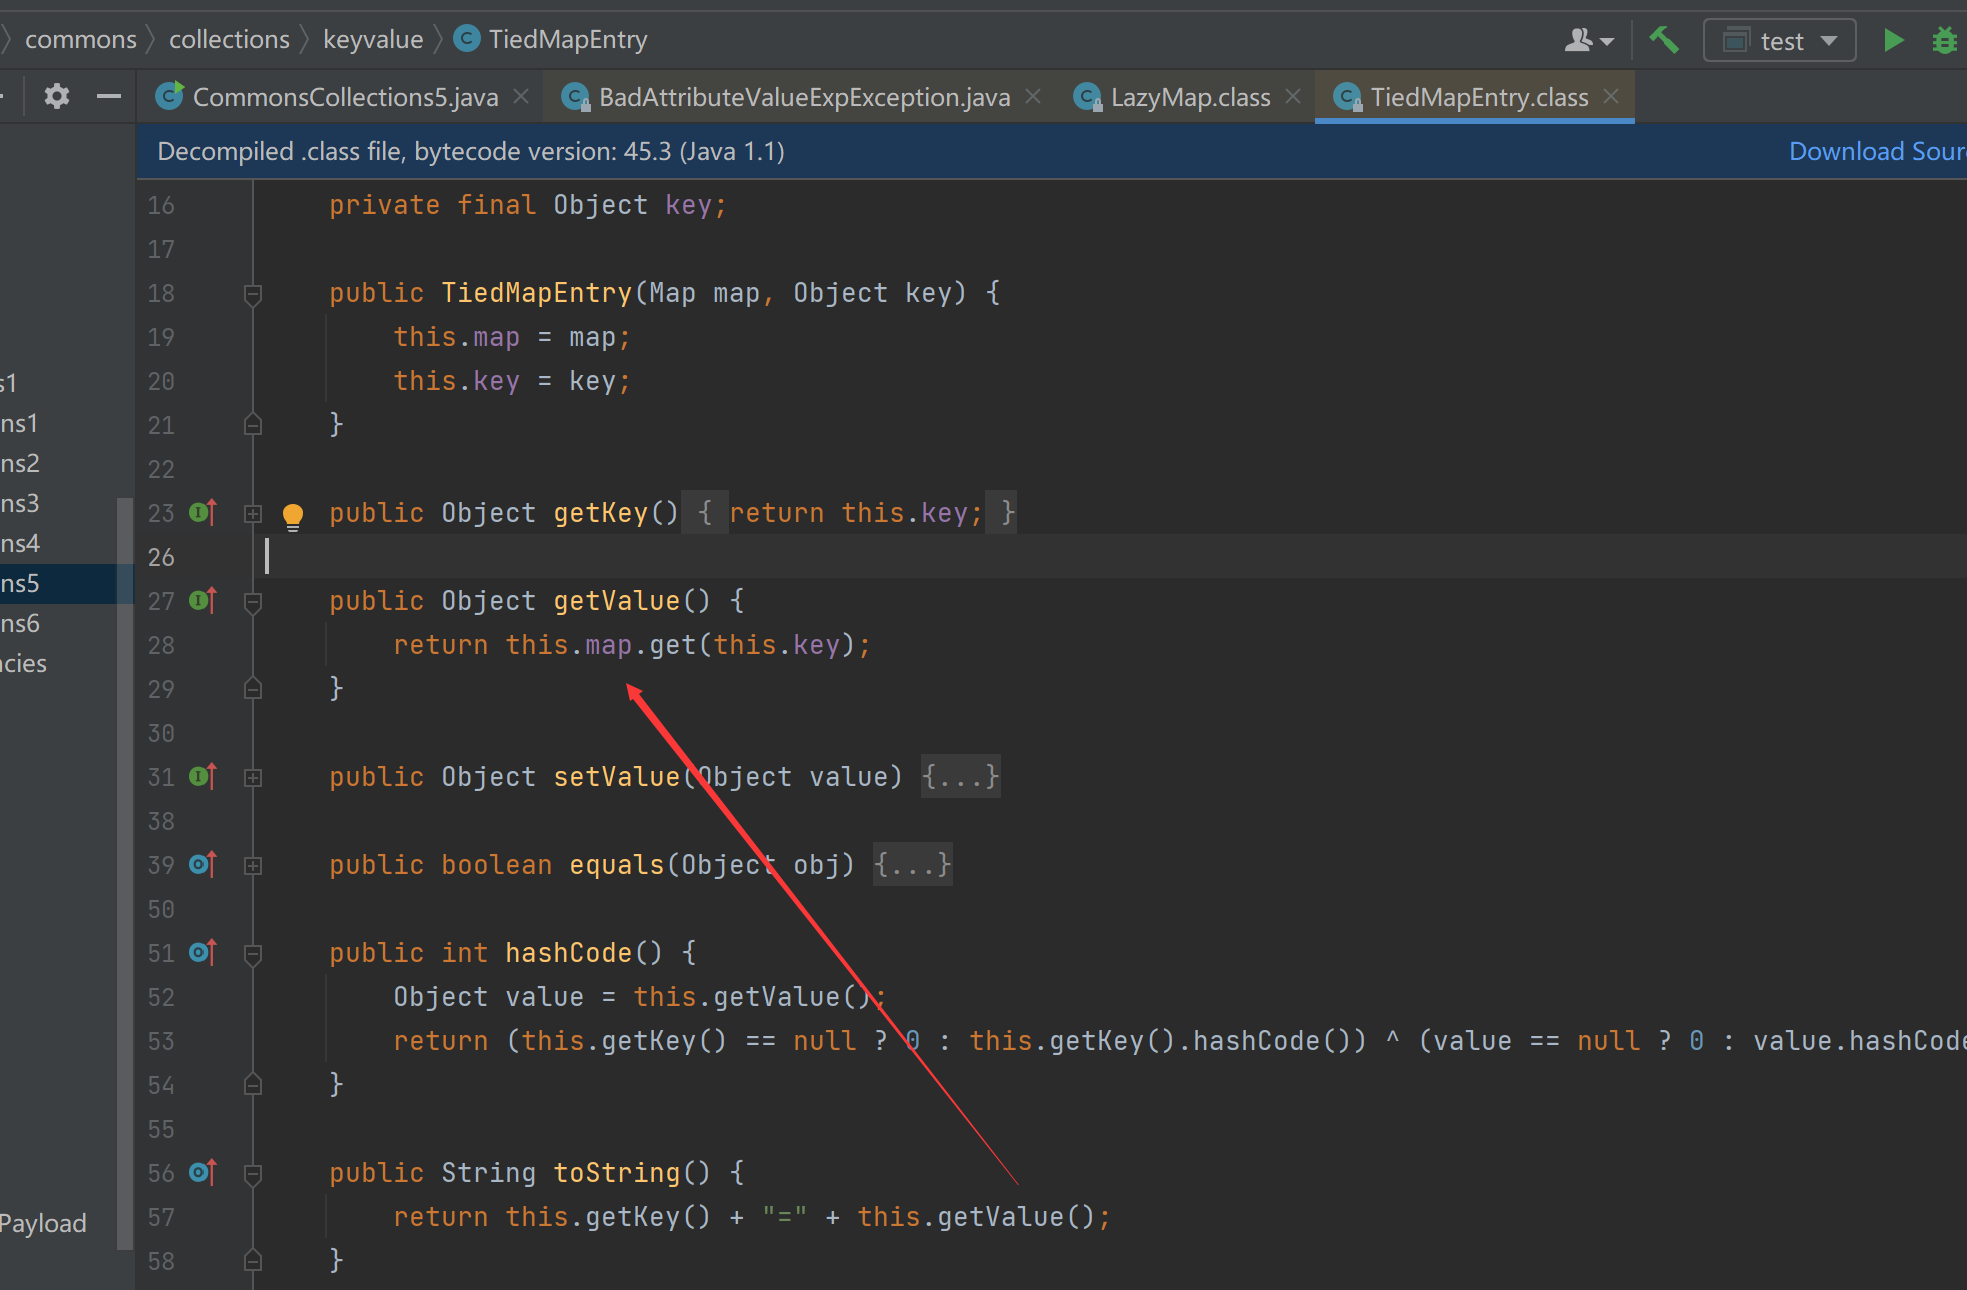 commons collections keyvalue TiedMapEntry test
CommonsCollections5.java BadAttributeValueExpException.java LazyMap.class TiedMapEntry.class
Decompiled .class file, bytecode version: 45.3 (Java 1.1) Download Sour
16 private final Object key;
17
18 public TiedMapEntry(Map map, Object key) {
19 this.map = map;
20 this.key = key;
21 }
22
23 public Object getKey() { return this.key; }
26
27 public Object getValue() {
28 return this.map.get(this.key);
29 }
30
31 public Object setValue(Object value) {...}
38
39 public boolean equals(Object obj) {...}
50
51 public int hashCode() {
52 Object value = this.getValue();
53 return (this.getKey() == null ? 0 : this.getKey().hashCode()) ^ (value == null ? 0 : value.hashCode
54 }
55
56 public String toString() {
57 return this.getKey() + "=" + this.getValue();
58 }
s1
ns1
ns2
ns3
ns4
ns5
ns6
ncies
Payload